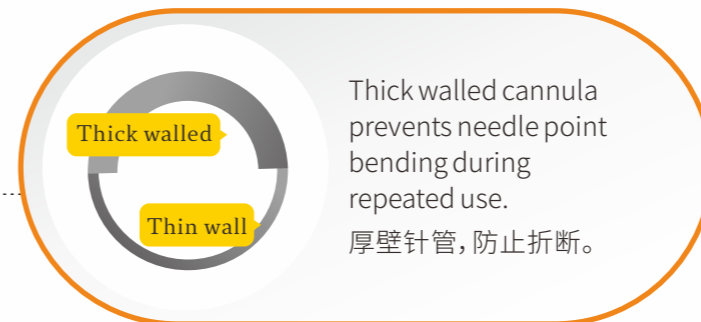 Thick walled
Thin wall
Thick walled cannula
prevents needle point
bending during
repeated use.
厚壁针管，防止折断。